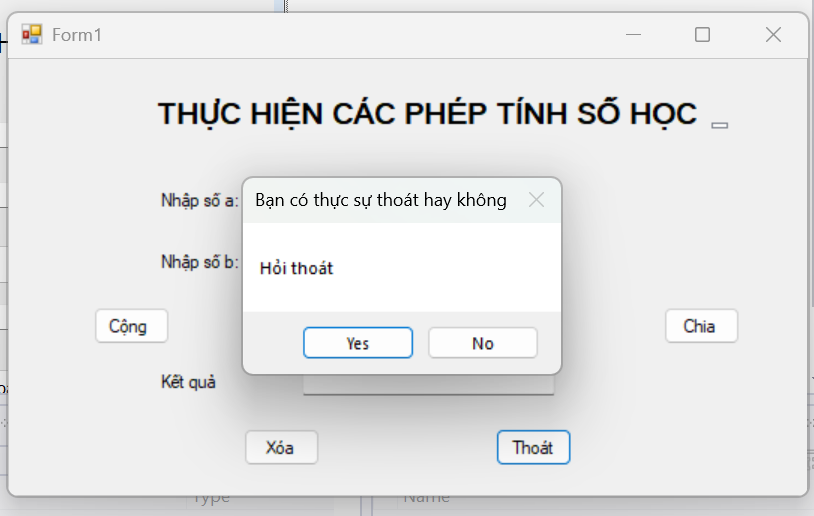 Form1
THỰC HIỆN CÁC PHÉP TÍNH SỐ HỌC
Nhập số a:
Bạn có thực sự thoát hay không
Hỏi thoát
Nhập số b:
Yes
No
Cộng
Chia
Kết quả
Xóa
Thoát
Type
Name